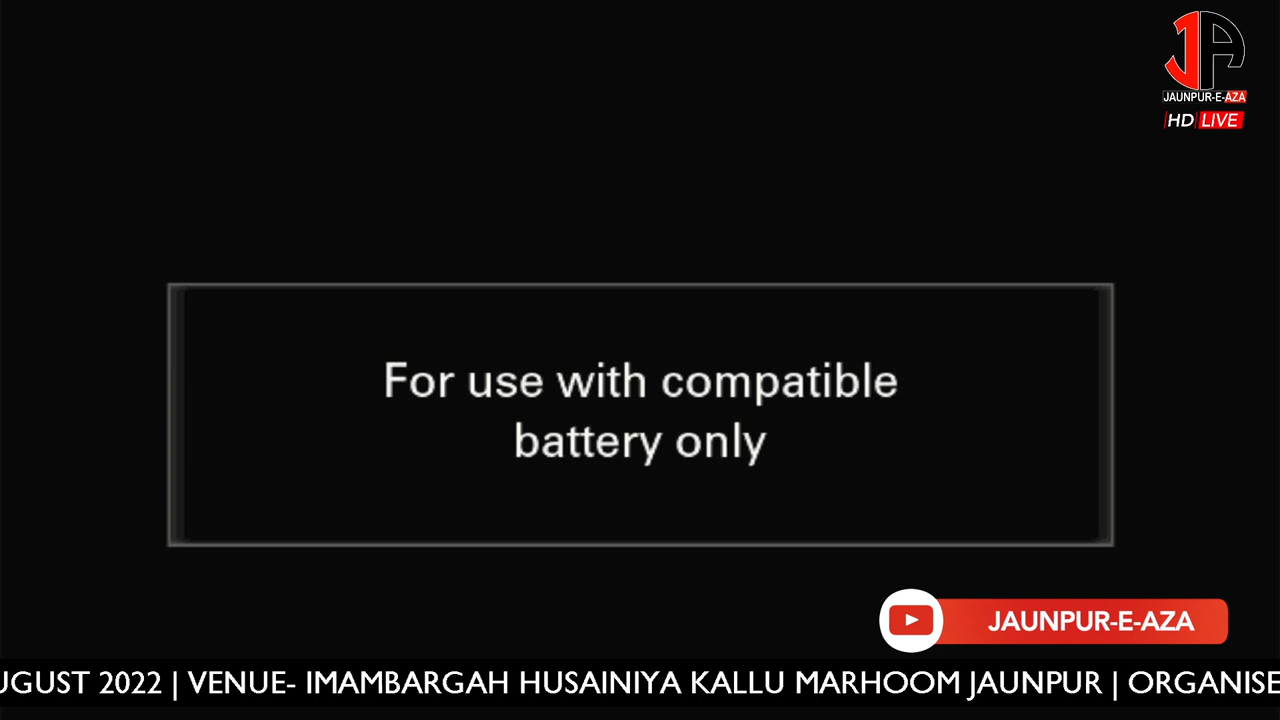 JAUNPUR-E-AZA
HD LIVE
For use with compatible
battery only
JAUNPUR-E-AZA
UGUST 2022 | VENUE- IMAMBARGAH HUSAINIYA KALLU MARHOOM JAUNPUR | ORGANISE